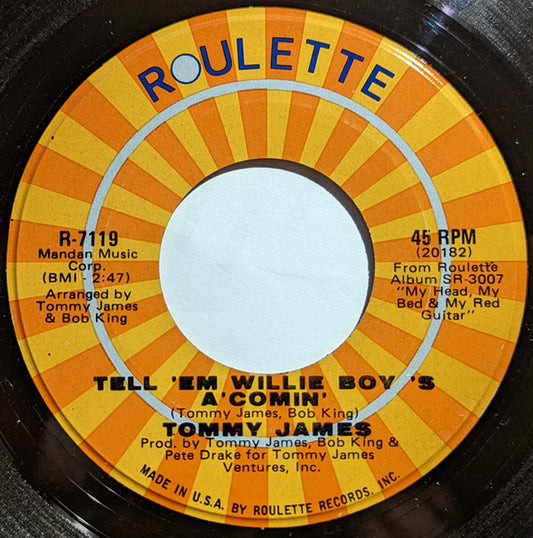 ROULETTE
R-7119
Mandan Music
Corp.
(BMI - 2:47)
Arranged by
Tommy James
& Bob King
45 RPM
(20182)
From Roulette
Album SR-3007
"My Head, My
Bed & My Red
Guitar"
TELL 'EM WILLIE BOY 'S
A'COMIN'
(Tommy James, Bob King)
TOMMY JAMES
Prod. by Tommy James, Bob King &
Pete Drake for Tommy James
Ventures, Inc.
MADE IN U.S.A. BY ROULETTE RECORDS, INC.